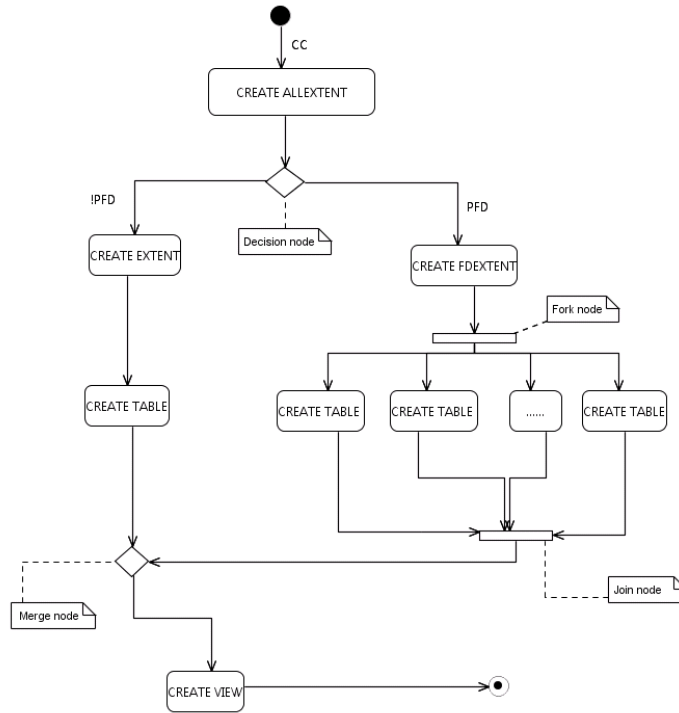 CC
CREATE ALLEXTENT
!PFD
PFD
Decision node
CREATE EXTENT
CREATE FDEXTENT
Fork node
CREATE TABLE
CREATE TABLE
CREATE TABLE
......
CREATE TABLE
Join node
Merge node
CREATE VIEW